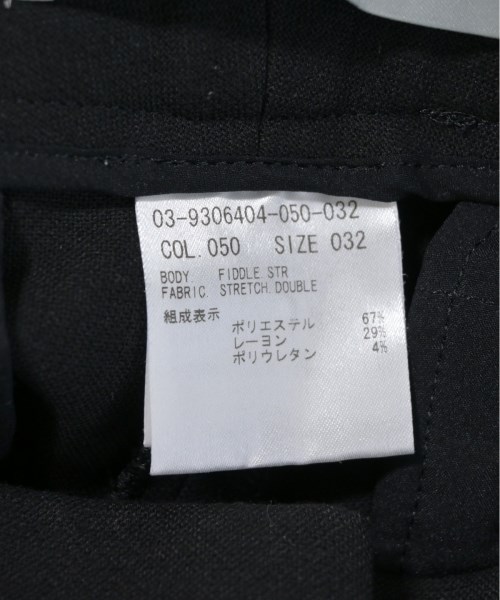 03-9306404-050-032
COL.050 SIZE 032
BODY. FIDDLE.STR
FABRIC. STRETCH.DOUBLE
組成表示
ポリエステル 67%
レーヨン 29%
ポリウレタン 4%